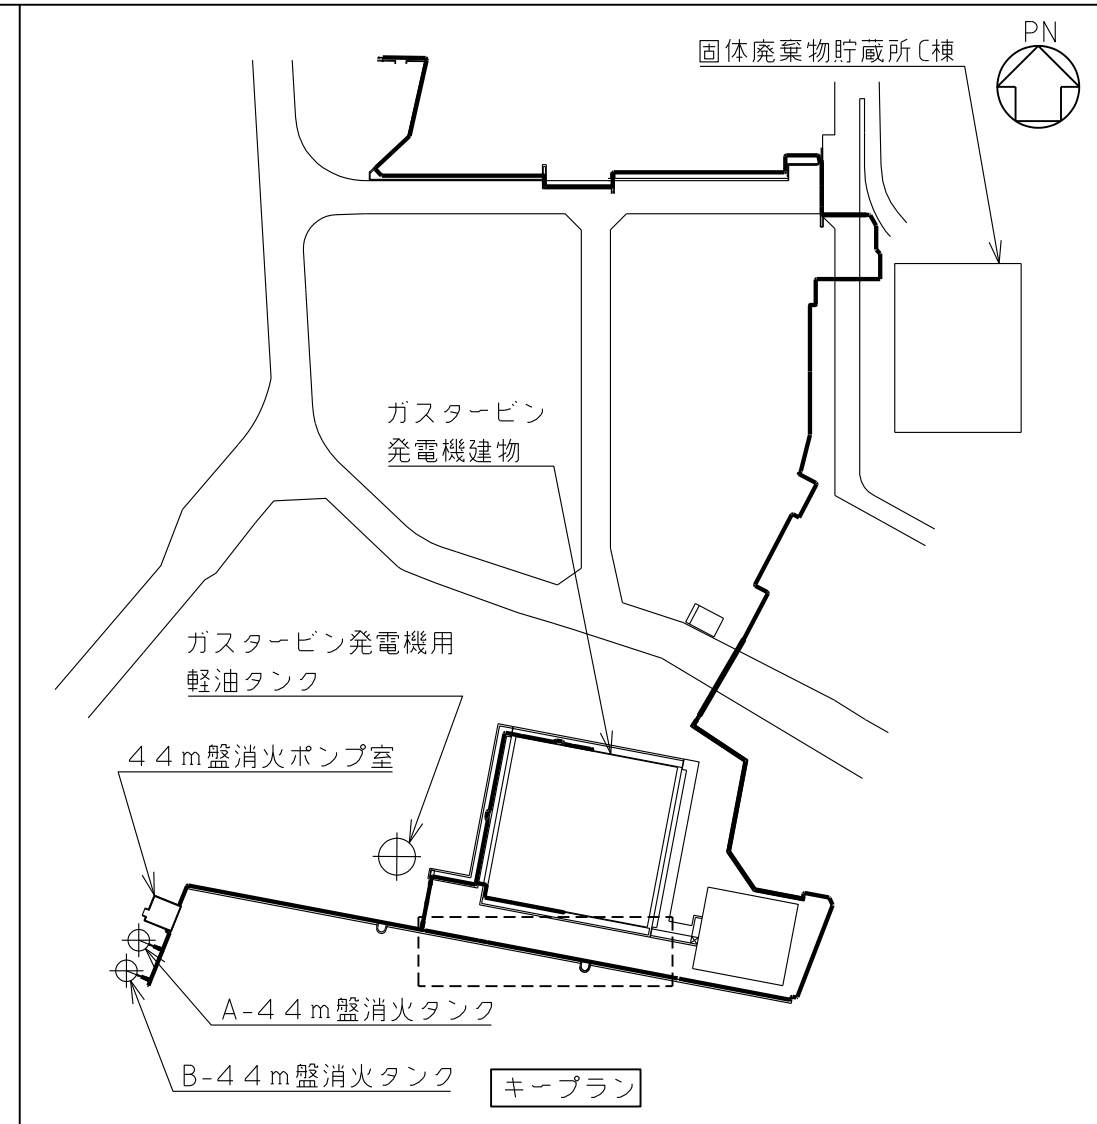 PN
固体廃棄物貯蔵所C棟
ガスタービン
発電機建物
ガスタービン発電機用
軽油タンク
44m盤消火ポンプ室
A-44m盤消火タンク
B-44m盤消火タンク
キープラン